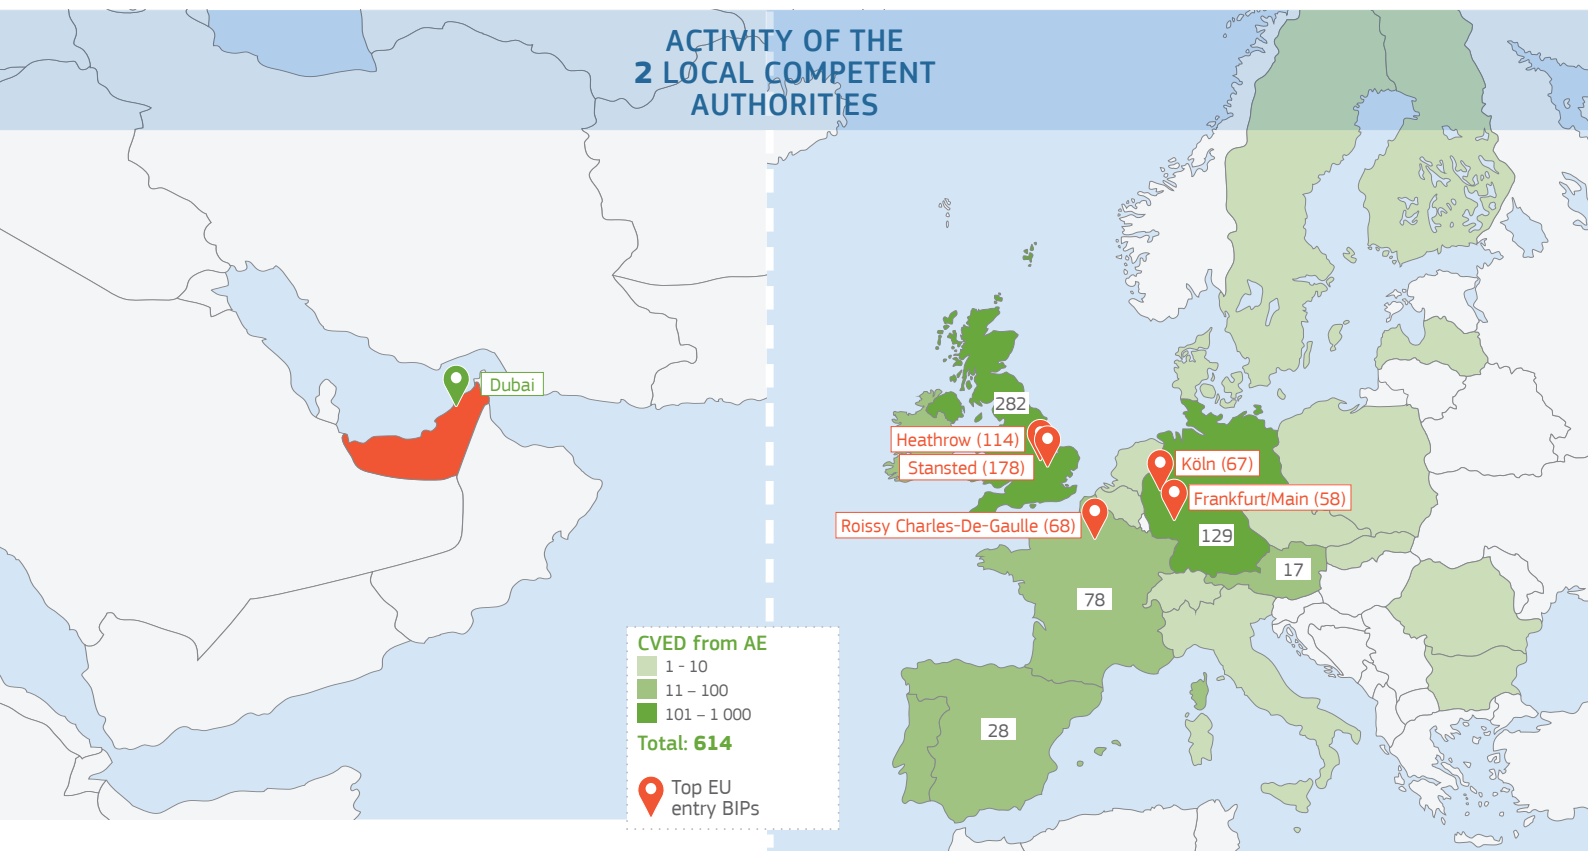 ACTIVITY OF THE
2 LOCAL COMPETENT
AUTHORITIES
Dubai
282
Heathrow (114)
Stansted (178)
Köln (67)
Frankfurt/Main (58)
Roissy Charles-De-Gaulle (68)
129
17
78
28
CVED from AE
1 - 10
11 – 100
101 – 1 000
Total: 614
Top EU
entry BIPs